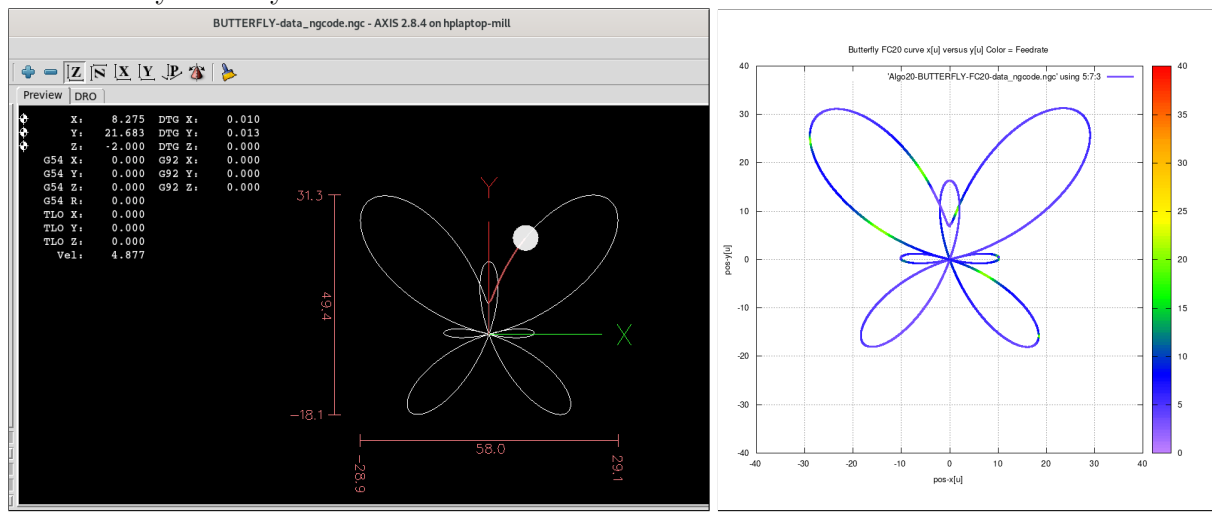 BUTTERFLY-data_ngcode.ngc - AXIS 2.8.4 on hplaptop-mill
Z N X Y P
Preview DRO
X: 8.275 DTG X: 0.010
Y: 21.683 DTG Y: 0.013
Z: -2.000 DTG Z: 0.000
G54 X: 0.000 G92 X: 0.000
G54 Y: 0.000 G92 Y: 0.000
G54 Z: 0.000 G92 Z: 0.000
G54 R: 0.000
TLO X: 0.000
TLO Y: 0.000
TLO Z: 0.000
Vel: 4.877
31.3
49.4
-18.1
Y
X
58.0
-28.9
29.1
Butterfly FC20 curve x[u] versus y[u] Color = Feedrate
'Algo20-BUTTERFLY-FC20-data_ngcode.ngc' using 5:7:3
pos-y[u]
40
30
20
10
0
-10
-20
-30
-40
-40 -30 -20 -10 0 10 20 30 40
pos-x[u]
40
35
30
25
20
15
10
5
0